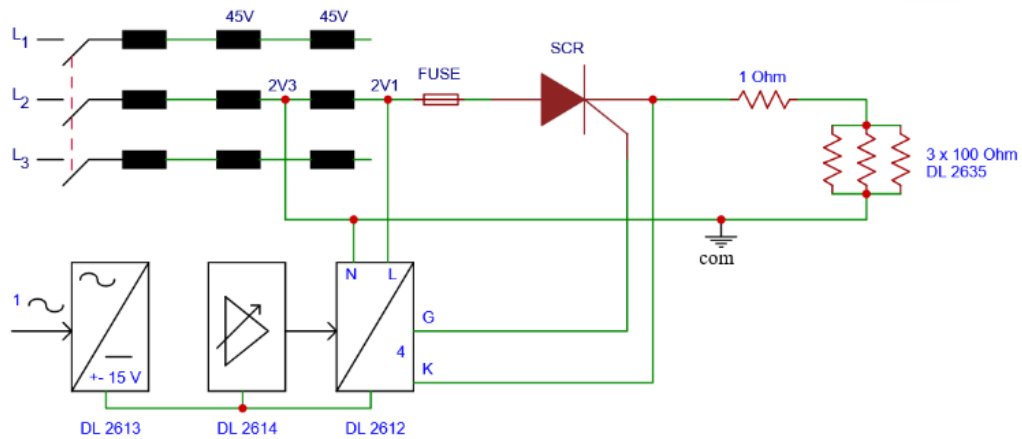 L1
45V
45V
SCR
FUSE
1 Ohm
L2
2V3
2V1
L3
3 x 100 Ohm
DL 2635
com
N
L
1
G
4
K
+- 15 V
DL 2613
DL 2614
DL 2612